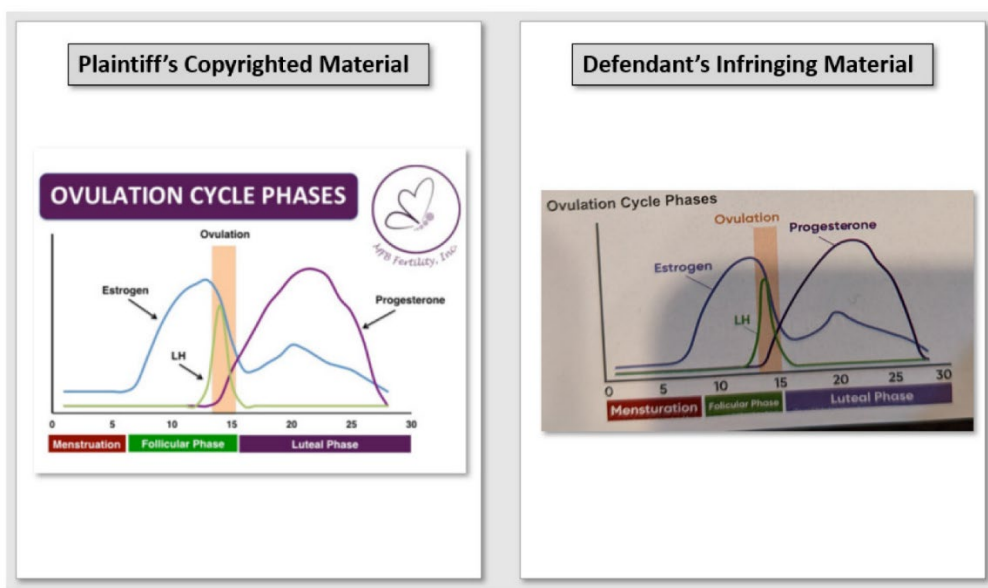 Plaintiff's Copyrighted Material
OVULATION CYCLE PHASES
MFB Fertility, Inc.
Ovulation
Estrogen
Progesterone
LH
0 5 10 15 20 25 30
Menstruation Follicular Phase Luteal Phase
Defendant's Infringing Material
Ovulation Cycle Phases
Ovulation
Progesterone
Estrogen
LH
0 5 10 15 20 25 30
Mensturation Follicular Phase Luteal Phase